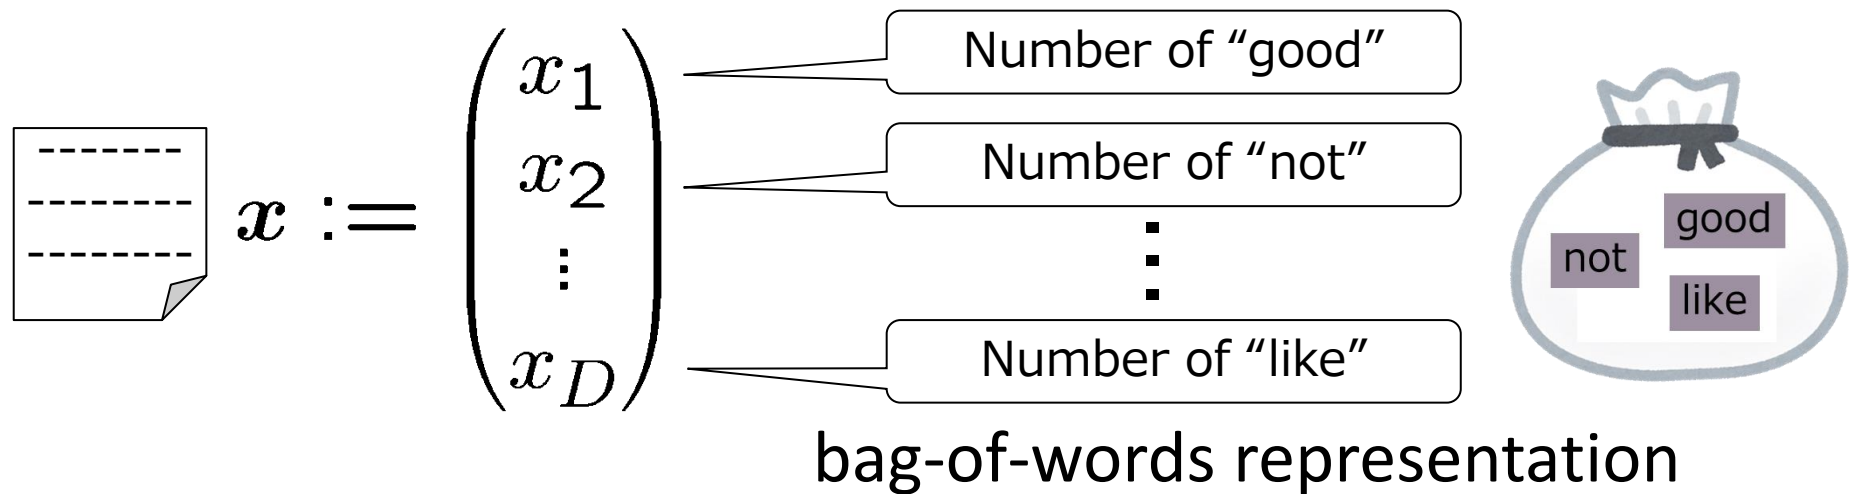 x := ( x1 x2 ⋮ xD )
Number of “good”
Number of “not”
⋮
Number of “like”
good
not
like
bag-of-words representation